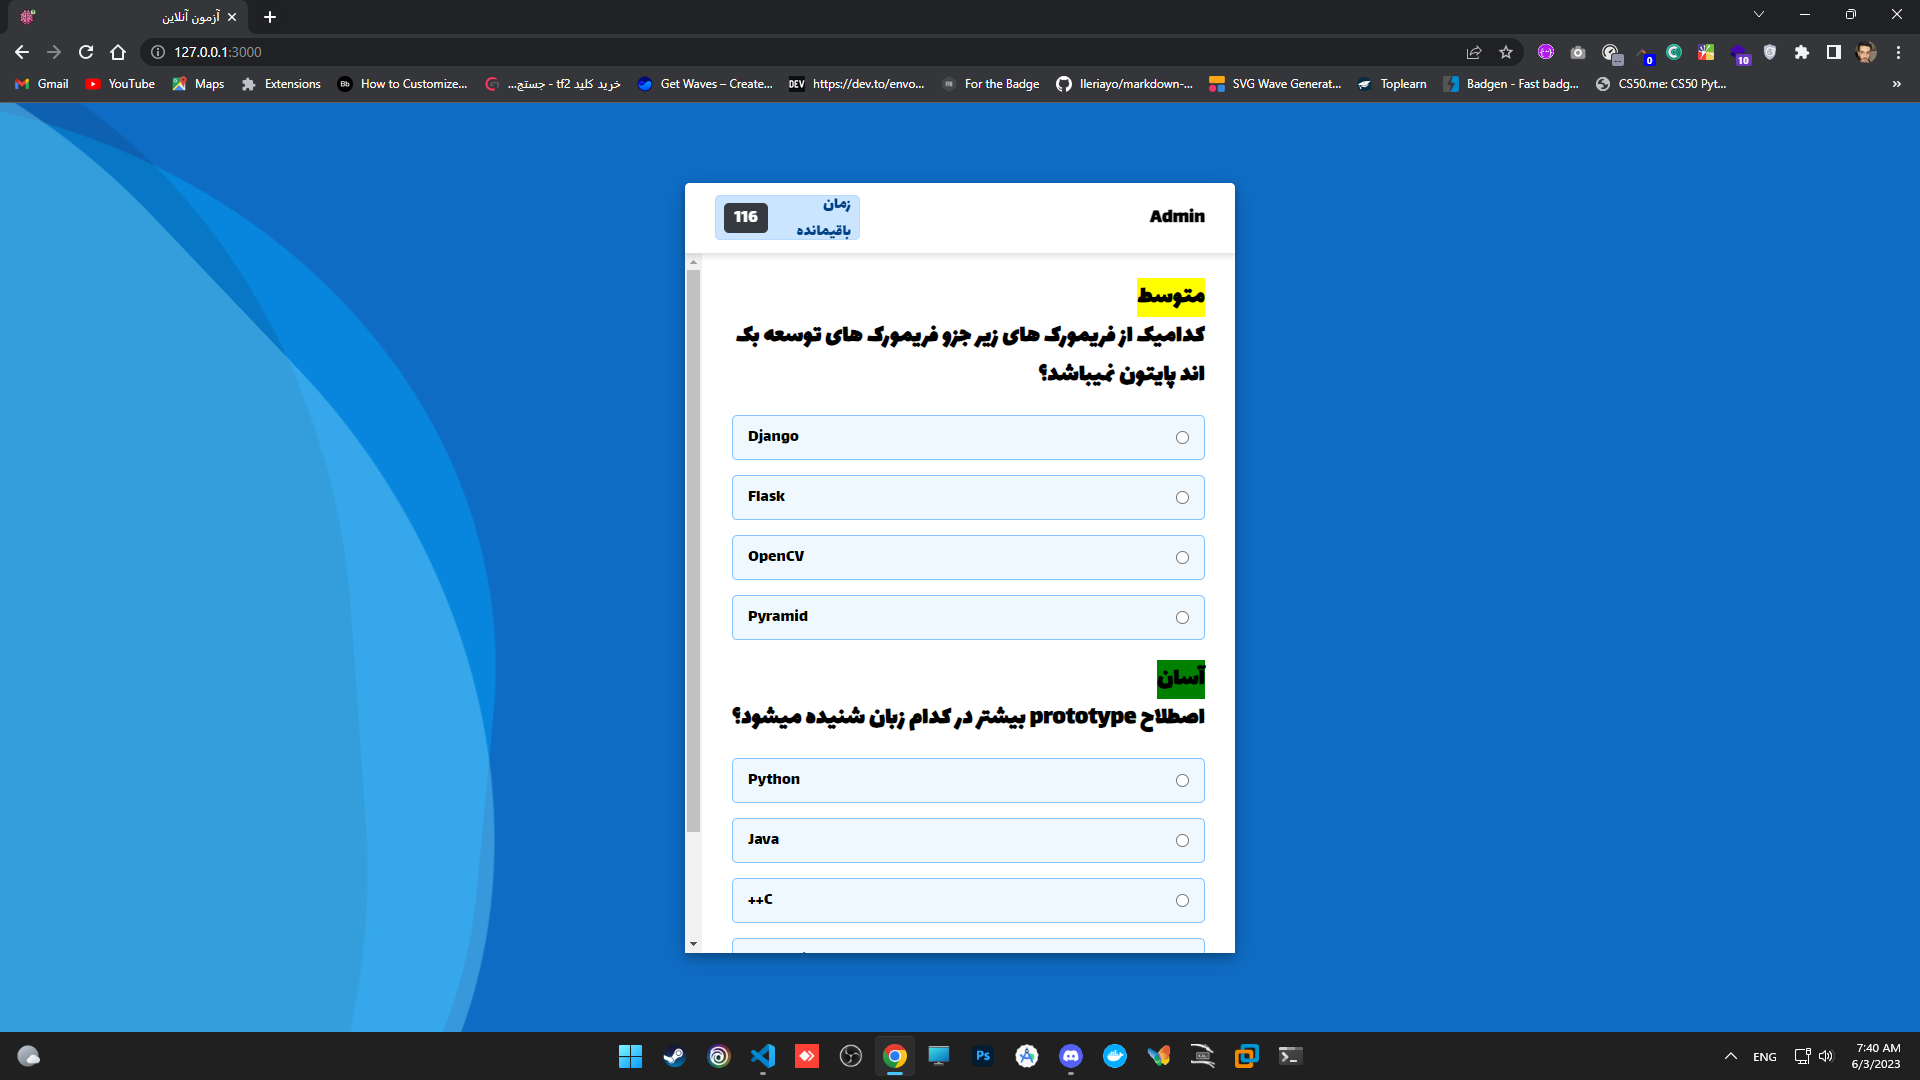 آزمون آنلاین
127.0.0.1:3000
0
10
Gmail
YouTube
Maps
Extensions
How to Customize...
خرید کلید tf2 - جستج...
Get Waves – Create...
https://dev.to/envo...
For the Badge
Ileriayo/markdown-...
SVG Wave Generat...
Toplearn
Badgen - Fast badg...
CS50.me: CS50 Pyt...
»
Admin
زمان
باقیمانده
116
متوسط
کدامیک از فریمورک های زیر جزو فریمورک های توسعه بک
اند پایتون نمیباشد؟
Django
Flask
OpenCV
Pyramid
آسان
اصطلاح prototype بیشتر در کدام زبان شنیده میشود؟
Python
Java
++C
Ps
ENG
7:40 AM
6/3/2023